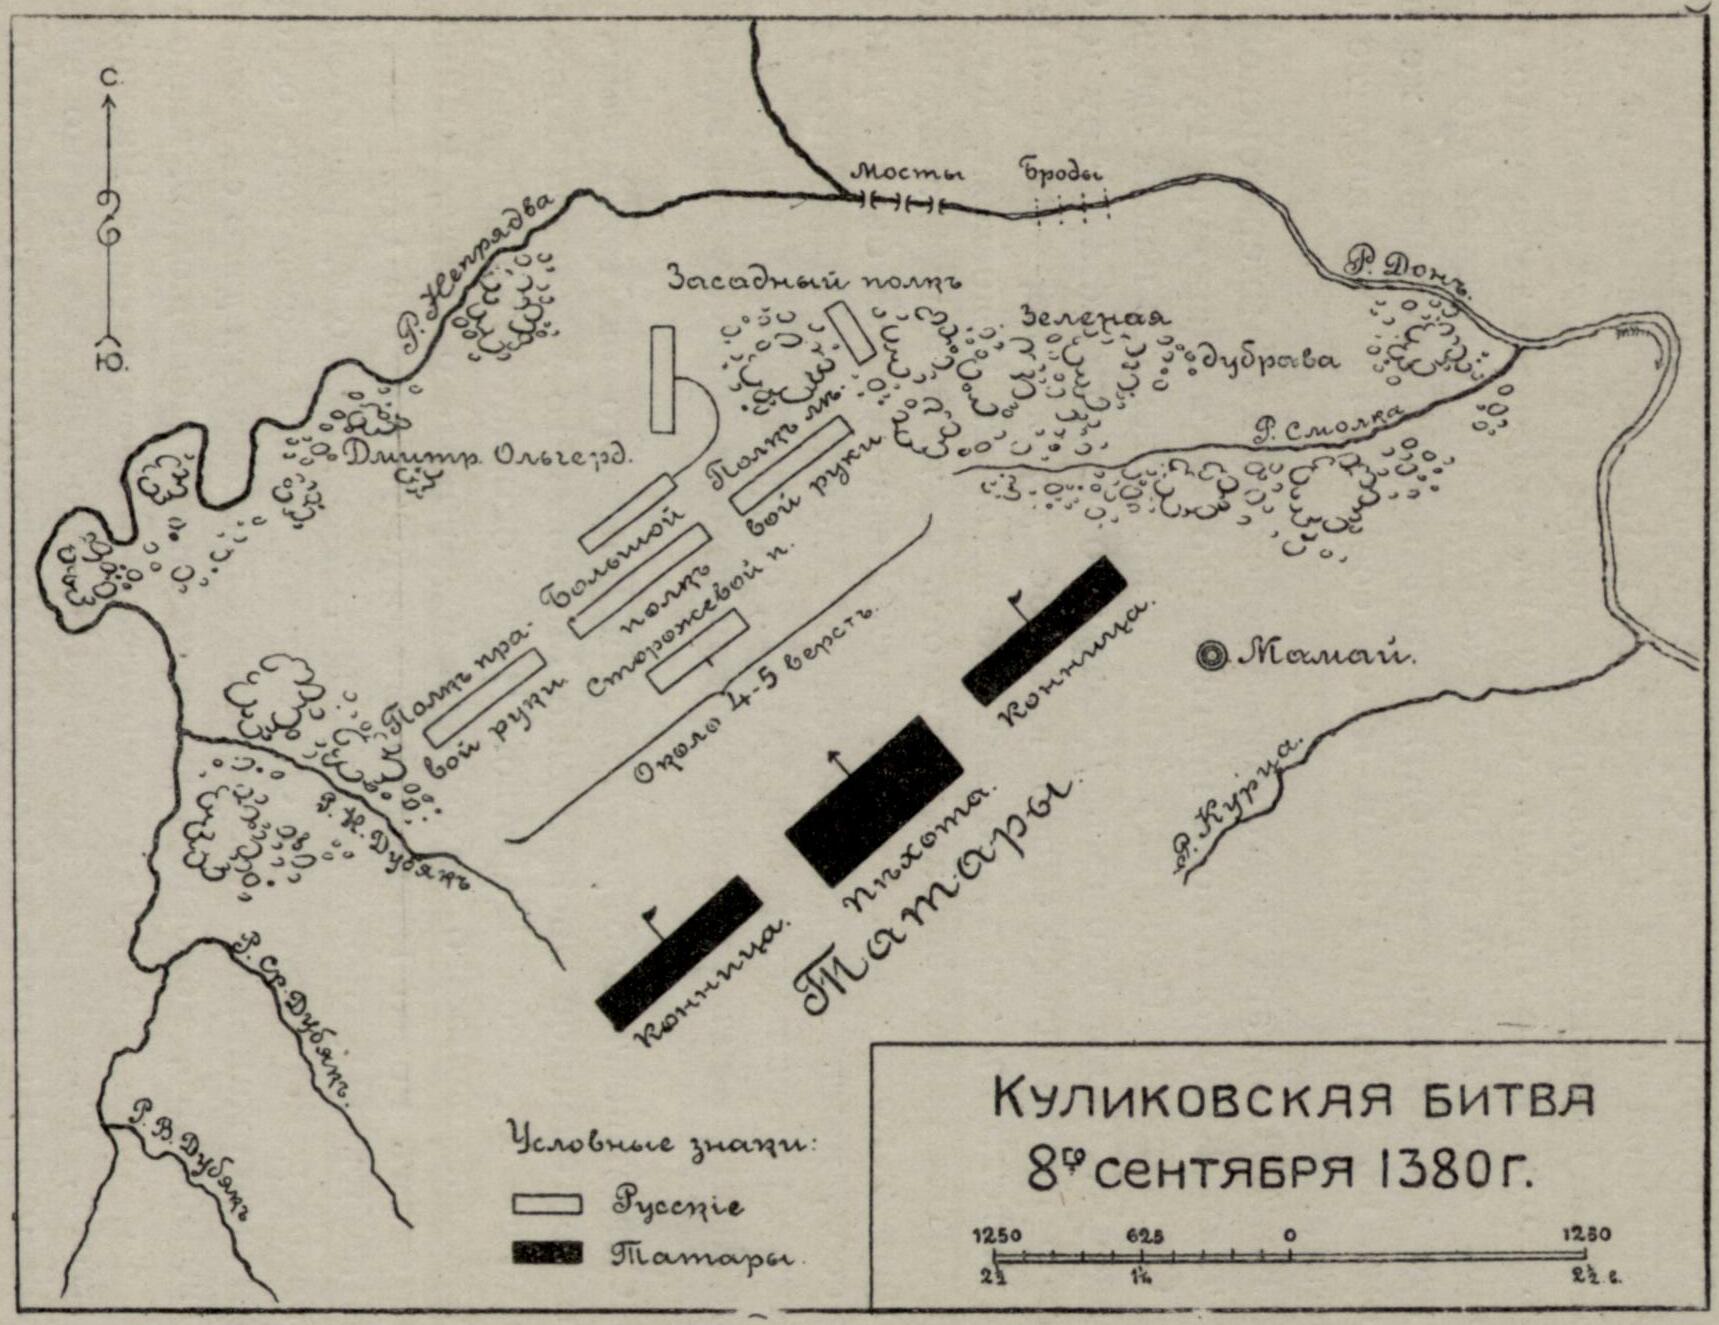 С.
Ю.
Мосты
Броды
Р. Непрядва
Засадный полкъ
Р. Донъ.
Зеленая
дубрава
Р. Смолка
Дмитр. Ольгерд.
Полкъ лѣ-
вой руки
Большой
полкъ
Сторожевой п.
Полкъ пра-
вой руки.
Около 4-5 верстъ.
Конница.
Мамай.
Р. Курца.
Пѣхота.
Татары.
Конница.
Р. Н. Дубякъ
Р. Ср. Дубякъ.
Р. В. Дубякъ
Условные знаки:
Русскіе
Татары.
КУЛИКОВСКАЯ БИТВА
8го СЕНТЯБРЯ 1380 Г.
1250 625 0 1250
2½ 1¼ 2½ в.